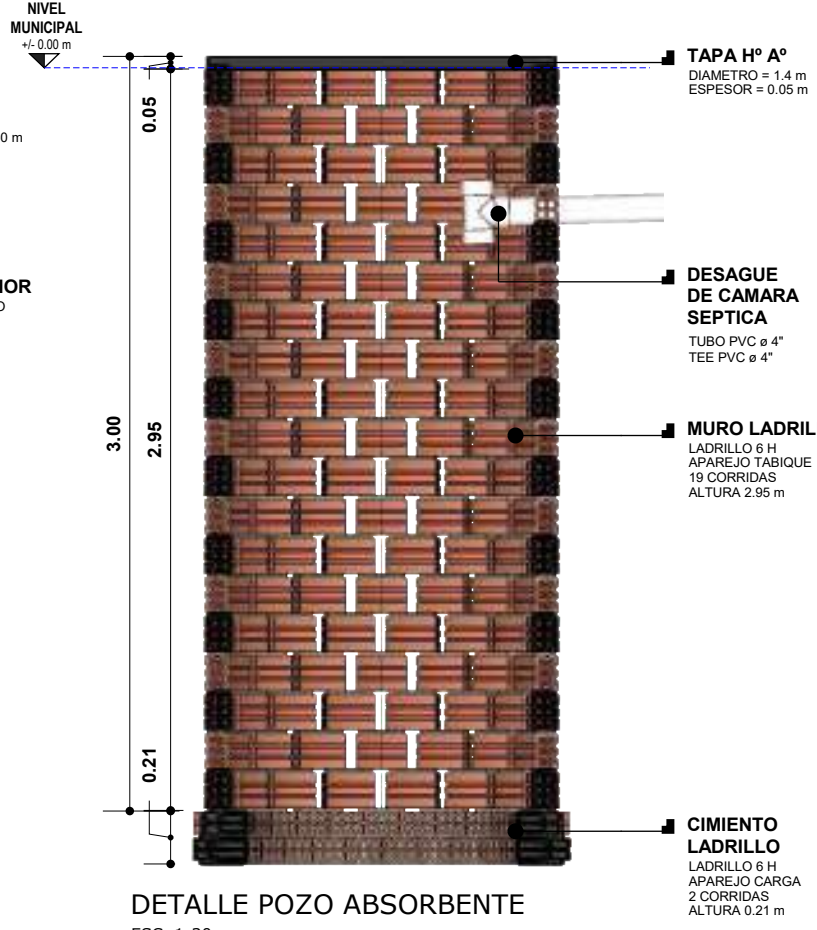 NIVEL
MUNICIPAL
+/- 0.00 m
0 m
0.05
3.00
2.95
0.21
TAPA Hº Aº
DIAMETRO = 1.4 m
ESPESOR = 0.05 m
DESAGUE
DE CAMARA
SEPTICA
TUBO PVC ø 4"
TEE PVC ø 4"
MURO LADRIL
LADRILLO 6 H
APAREJO TABIQUE
19 CORRIDAS
ALTURA 2.95 m
CIMIENTO
LADRILLO
LADRILLO 6 H
APAREJO CARGA
2 CORRIDAS
ALTURA 0.21 m
DETALLE POZO ABSORBENTE